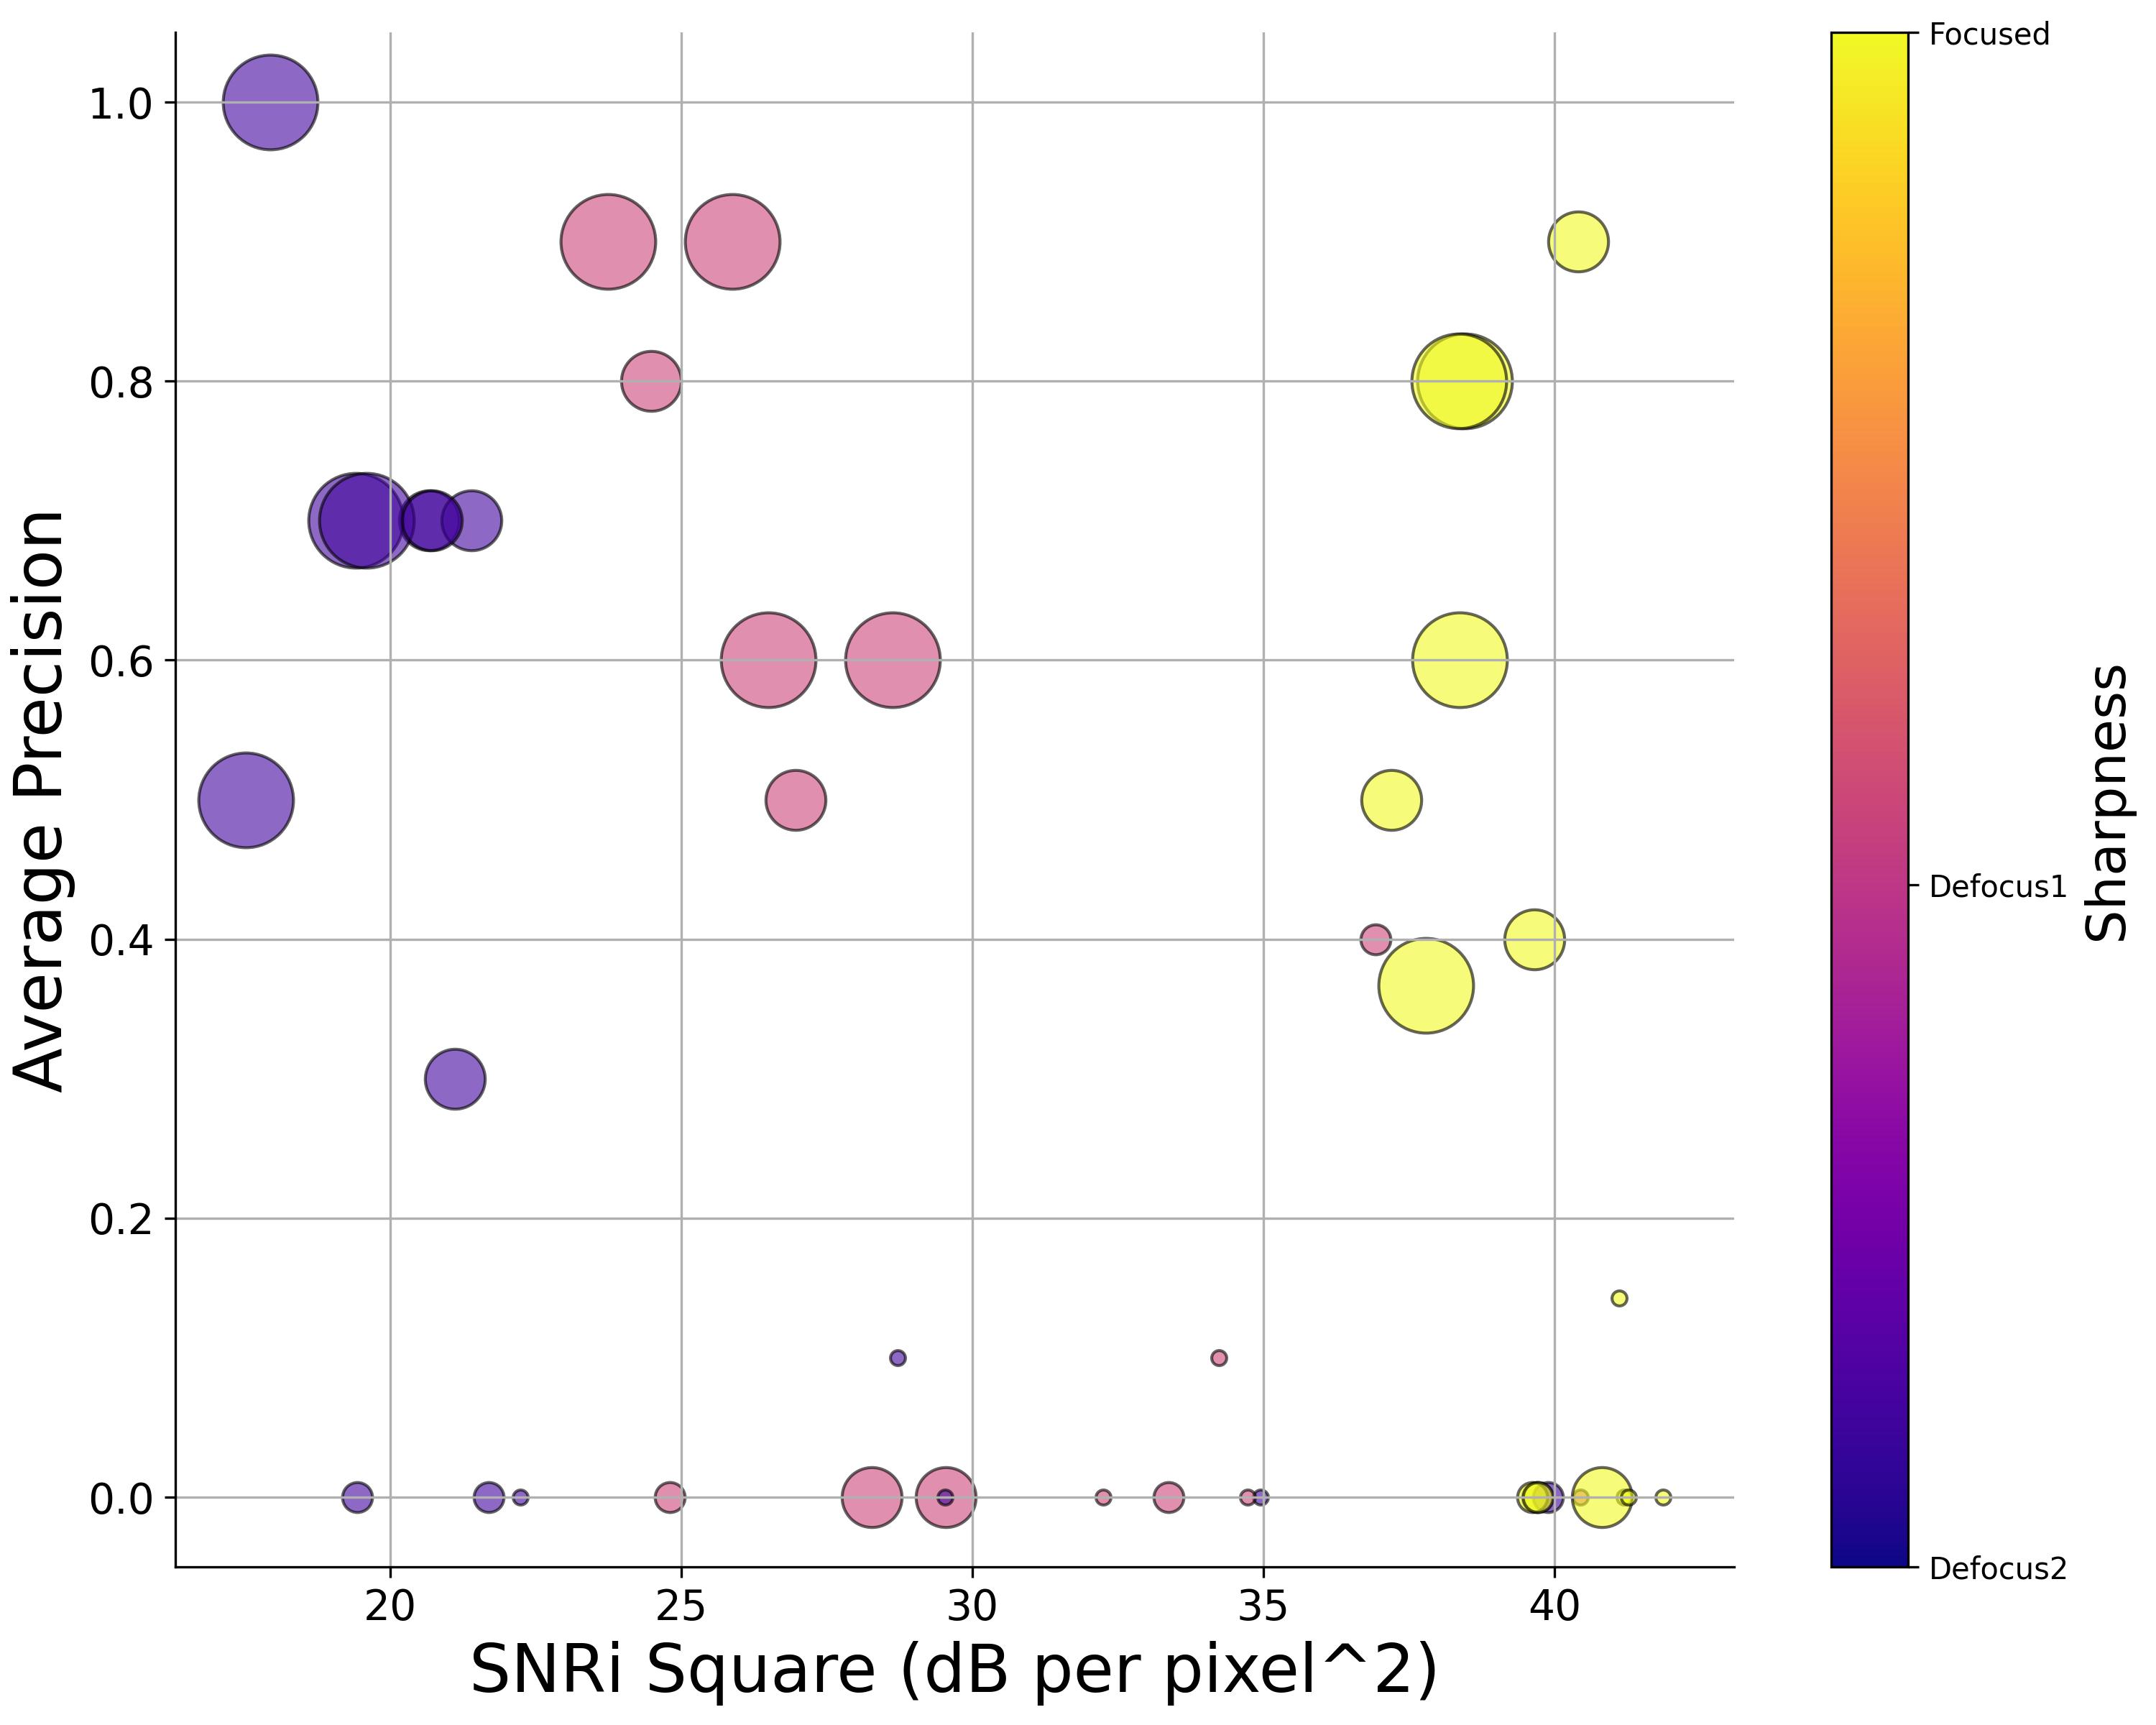 Average Precision
1.0
0.8
0.6
0.4
0.2
0.0
20 25 30 35 40
SNRi Square (dB per pixel^2)
Focused
Defocus1
Defocus2
Sharpness